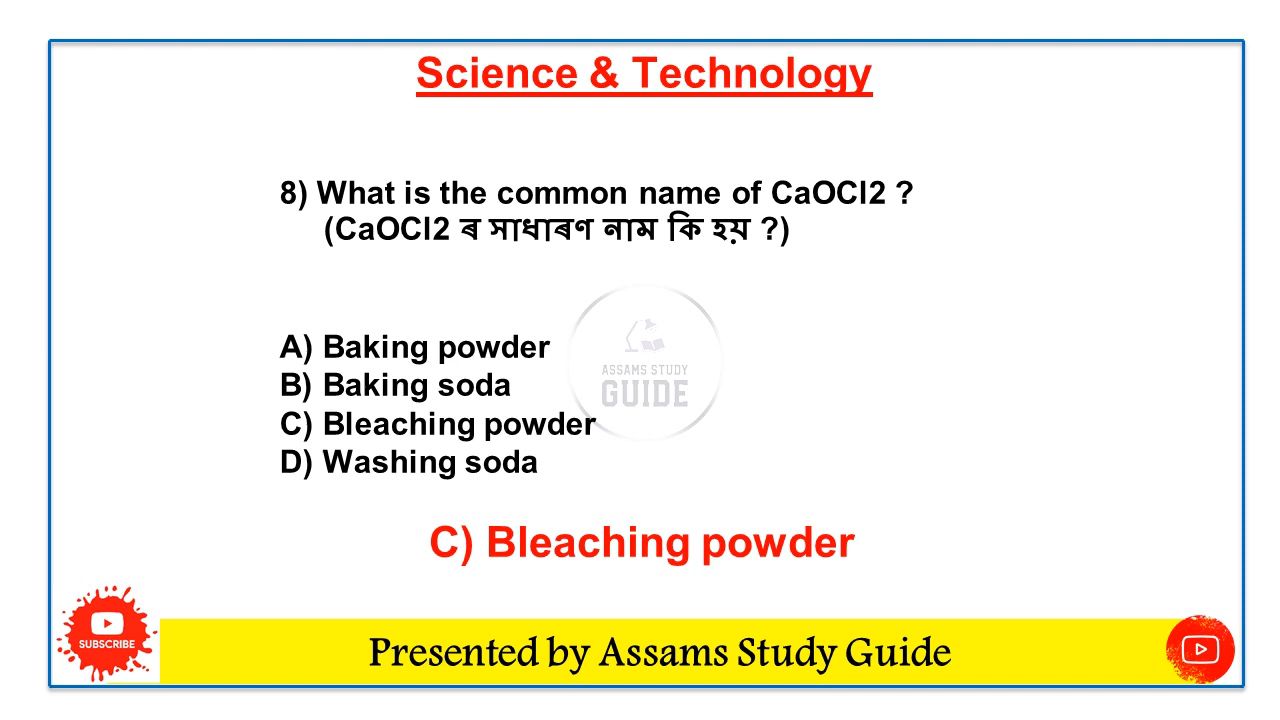 Science & Technology
8) What is the common name of CaOCl2 ?
(CaOCl2 ৰ সাধাৰণ নাম কি হয় ?)
A) Baking powder
B) Baking soda
C) Bleaching powder
D) Washing soda
ASSAMS STUDY
GUIDE
C) Bleaching powder
SUBSCRIBE
Presented by Assams Study Guide